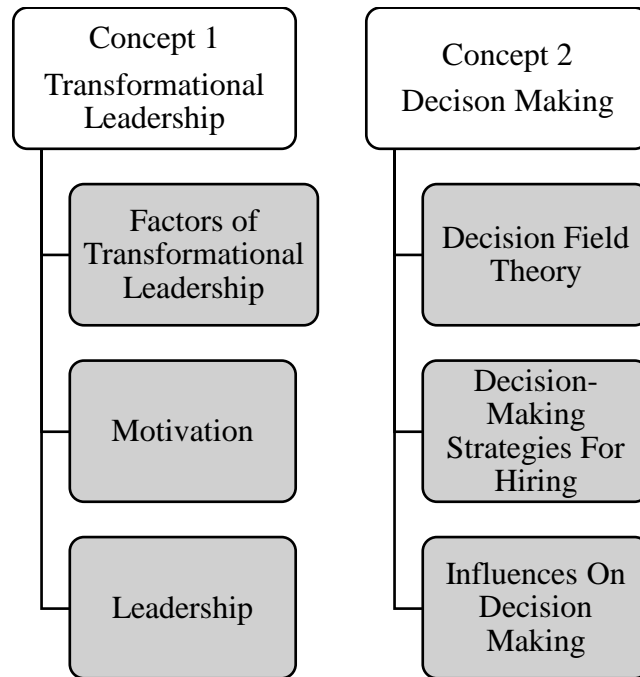 Concept 1
Transformational
Leadership
Factors of
Transformational
Leadership
Motivation
Leadership
Concept 2
Decison Making
Decision Field
Theory
Decision-
Making
Strategies For
Hiring
Influences On
Decision
Making